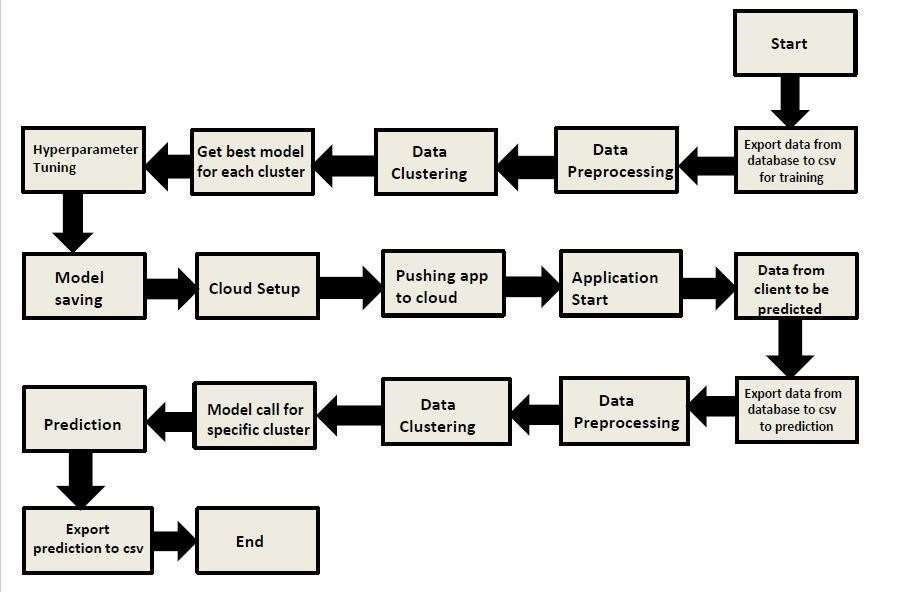 Start
Export data from
database to csv
for training
Data
Preprocessing
Data
Clustering
Get best model
for each cluster
Hyperparameter
Tuning
Model
saving
Cloud Setup
Pushing app
to cloud
Application
Start
Data from
client to be
predicted
Export data from
database to csv
to prediction
Data
Preprocessing
Data
Clustering
Model call for
specific cluster
Prediction
Export
prediction to csv
End